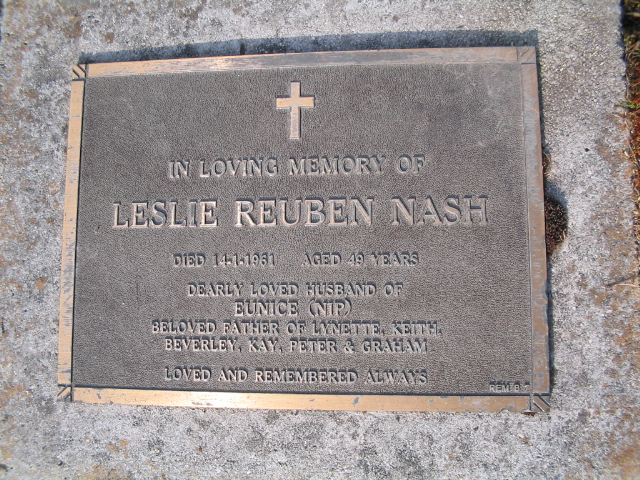 IN LOVING MEMORY OF
LESLIE REUBEN NASH
DIED 14-1-1961 AGED 49 YEARS
DEARLY LOVED HUSBAND OF
EUNICE (NIP)
BELOVED FATHER OF LYNETTE, KEITH,
BEVERLEY, KAY, PETER & GRAHAM
LOVED AND REMEMBERED ALWAYS